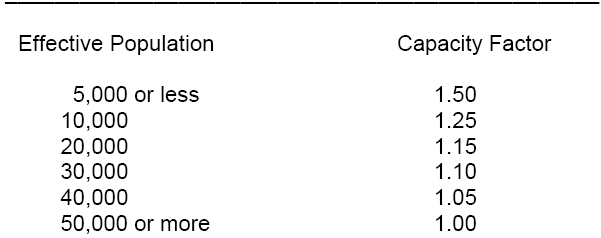 Effective Population Capacity Factor
5,000 or less 1.50
10,000 1.25
20,000 1.15
30,000 1.10
40,000 1.05
50,000 or more 1.00